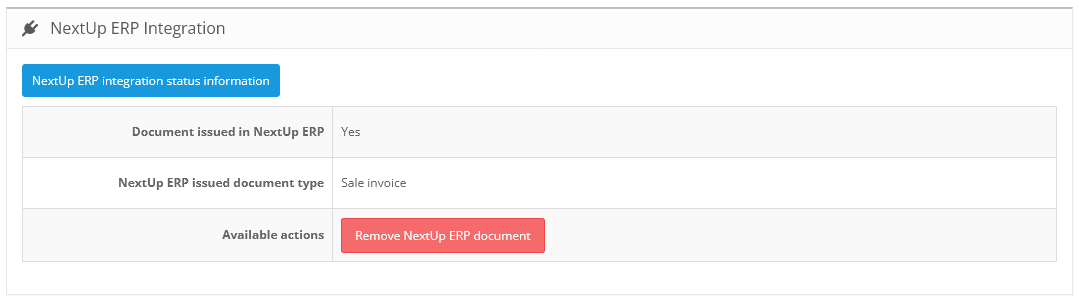 NextUp ERP Integration
NextUp ERP integration status information
Document issued in NextUp ERP Yes
NextUp ERP issued document type Sale invoice
Available actions Remove NextUp ERP document